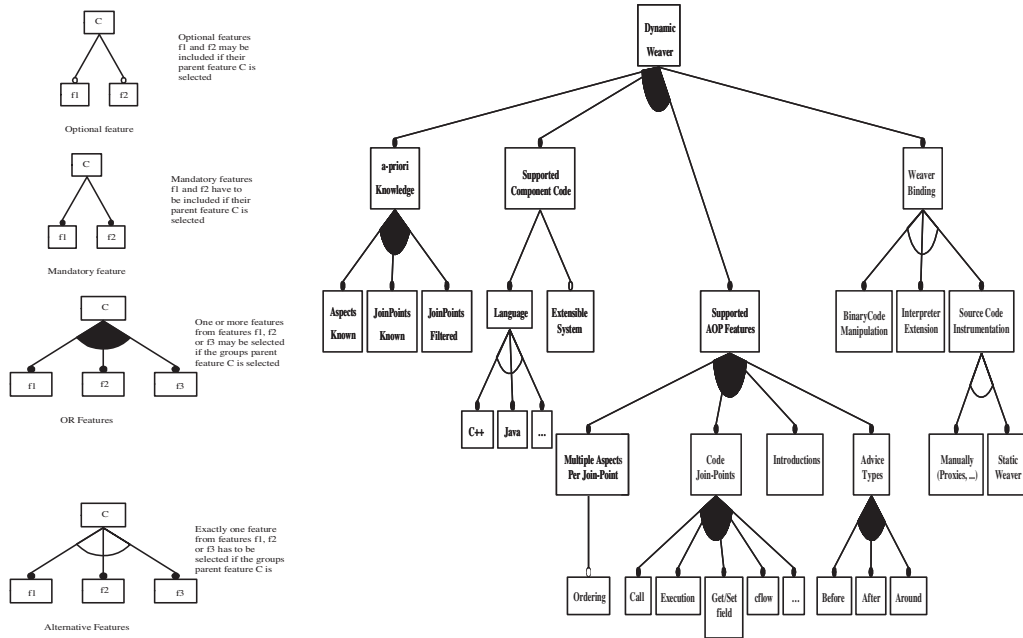 C
Optional features
f1 and f2 may be
included if their
parent feature C is
selected
f1
f2
Optional feature
C
Mandatory features
f1 and f2 have to
be included if their
parent feature C is
selected
f1
f2
Mandatory feature
C
One or more features
from features f1, f2
or f3 may be selected
if the groups parent
feature C is selected
f1
f2
f3
OR Features
C
Exactly one feature
from features f1, f2
or f3 has to be
selected if the groups
parent feature C is
f1
f2
f3
Alternative Features
Dynamic
Weaver
a-priori
Knowledge
Supported
Component Code
Weaver
Binding
Aspects
Known
JoinPoints
Known
JoinPoints
Filtered
Language
Extensible
System
Supported
AOP Features
BinaryCode
Manipulation
Interpreter
Extension
Source Code
Instrumentation
C++
Java
...
Multiple Aspects
Per Join-Point
Code
Join-Points
Introductions
Advice
Types
Manually
(Proxies, ...)
Static
Weaver
Ordering
Call
Execution
Get/Set
field
cflow
...
Before
After
Around